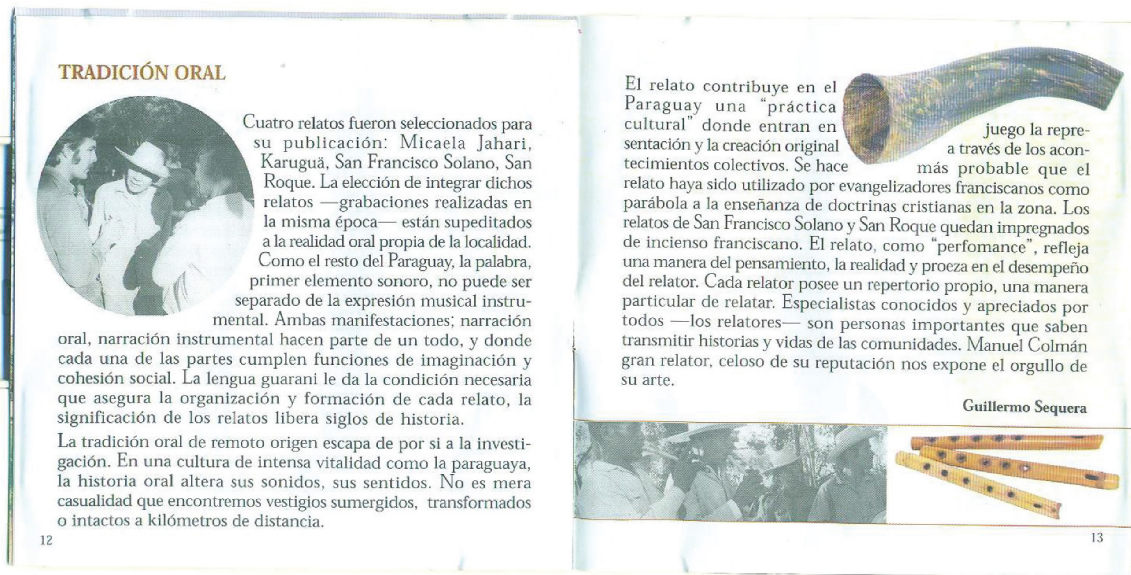 TRADICIÓN ORAL
Cuatro relatos fueron seleccionados para
su publicación: Micaela Jahari,
Karuguä, San Francisco Solano, San
Roque. La elección de integrar dichos
relatos —grabaciones realizadas en
la misma época— están supeditados
a la realidad oral propia de la localidad.
Como el resto del Paraguay, la palabra,
primer elemento sonoro, no puede ser
separado de la expresión musical instru-
mental. Ambas manifestaciones; narración
oral, narración instrumental hacen parte de un todo, y donde
cada una de las partes cumplen funciones de imaginación y
cohesión social. La lengua guarani le da la condición necesaria
que asegura la organización y formación de cada relato, la
significación de los relatos libera siglos de historia.
La tradición oral de remoto origen escapa de por si a la investi-
gación. En una cultura de intensa vitalidad como la paraguaya,
la historia oral altera sus sonidos, sus sentidos. No es mera
casualidad que encontremos vestigios sumergidos, transformados
o intactos a kilómetros de distancia.
12
El relato contribuye en el
Paraguay una "práctica
cultural" donde entran en juego la repre-
sentación y la creación original a través de los acon-
tecimientos colectivos. Se hace más probable que el
relato haya sido utilizado por evangelizadores franciscanos como
parábola a la enseñanza de doctrinas cristianas en la zona. Los
relatos de San Francisco Solano y San Roque quedan impregnados
de incienso franciscano. El relato, como "perfomance", refleja
una manera del pensamiento, la realidad y proeza en el desempeño
del relator. Cada relator posee un repertorio propio, una manera
particular de relatar. Especialistas conocidos y apreciados por
todos —los relatores— son personas importantes que saben
transmitir historias y vidas de las comunidades. Manuel Colmán
gran relator, celoso de su reputación nos expone el orgullo de
su arte.
Guillermo Sequera
13